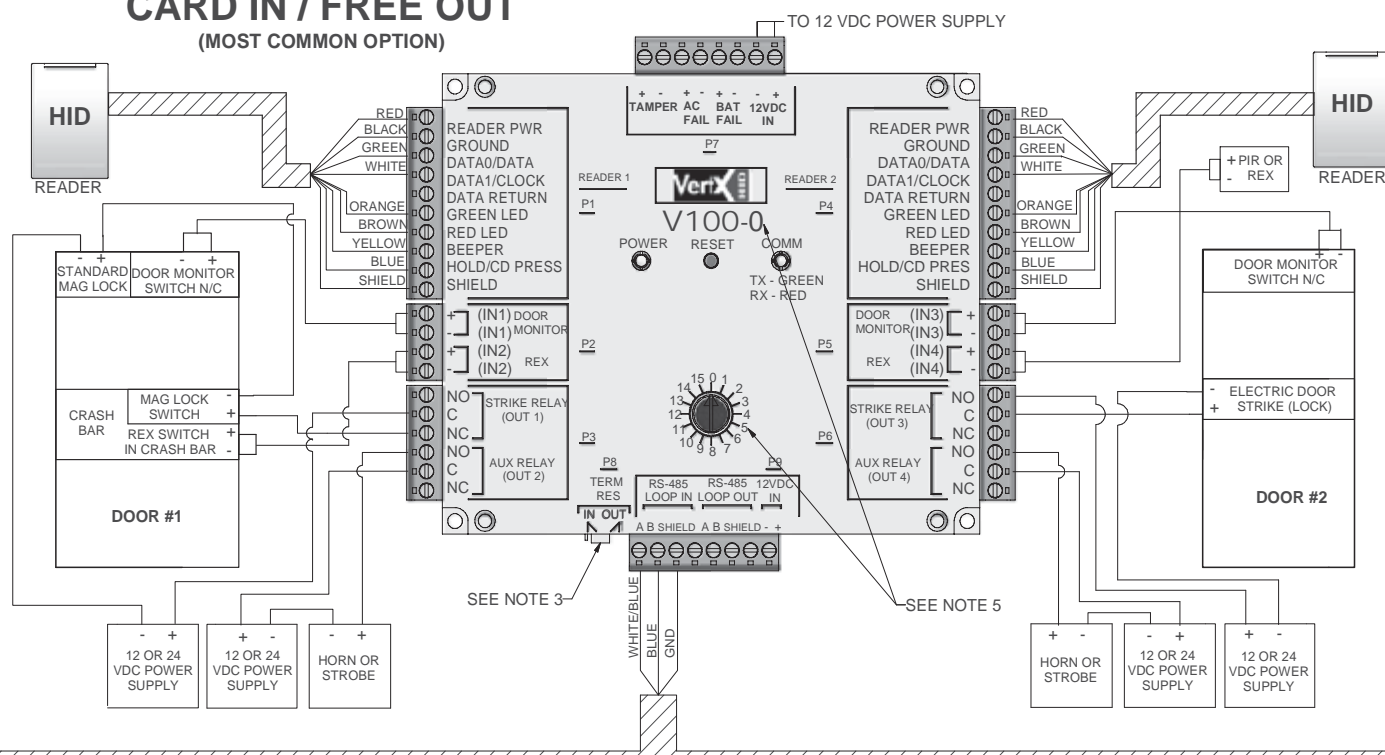 CARD IN / FREE OUT
(MOST COMMON OPTION)
TO 12 VDC POWER SUPPLY
HID
READER
RED
BLACK
GREEN
WHITE
ORANGE
BROWN
YELLOW
BLUE
SHIELD
READER PWR
GROUND
DATA0/DATA
DATA1/CLOCK
DATA RETURN
GREEN LED
RED LED
BEEPER
HOLD/CD PRESS
SHIELD
+ - + - + - - +
TAMPER AC FAIL BAT FAIL 12VDC IN
P7
READER 1
P1
VertX
SERIES
READER 2
P4
V100-0
POWER RESET COMM
TX - GREEN
RX - RED
READER PWR
GROUND
DATA0/DATA
DATA1/CLOCK
DATA RETURN
GREEN LED
RED LED
BEEPER
HOLD/CD PRES
SHIELD
RED
BLACK
GREEN
WHITE
ORANGE
BROWN
YELLOW
BLUE
SHIELD
HID
READER
+ PIR OR
- REX
- +
STANDARD
MAG LOCK
- +
DOOR MONITOR
SWITCH N/C
CRASH
BAR
MAG LOCK
SWITCH
-
+
REX SWITCH
IN CRASH BAR
+
-
DOOR #1
+ (IN1) DOOR
- (IN1) MONITOR
+ (IN2)
- (IN2) REX
P2
NO
C
NC
STRIKE RELAY
(OUT 1)
NO
C
NC
AUX RELAY
(OUT 2)
P3
0 1 2 3 4 5 6 7 8 9 10 11 12 13 14 15
DOOR (IN3) +
MONITOR (IN3) -
(IN4) +
REX (IN4) -
P5
STRIKE RELAY
(OUT 3)
NO
C
NC
AUX RELAY
(OUT 4)
NO
C
NC
P6
P8
TERM
RES
IN OUT
P9
RS-485
LOOP IN
RS-485
LOOP OUT
12VDC
IN
A B SHIELD A B SHIELD - +
SEE NOTE 3
SEE NOTE 5
WHITE/BLUE
BLUE
GND
+ -
DOOR MONITOR
SWITCH N/C
-
+
ELECTRIC DOOR
STRIKE (LOCK)
DOOR #2
- +
12 OR 24
VDC POWER
SUPPLY
+ -
12 OR 24
VDC POWER
SUPPLY
- +
HORN OR
STROBE
+ -
HORN OR
STROBE
- +
12 OR 24
VDC POWER
SUPPLY
+ -
12 OR 24
VDC POWER
SUPPLY